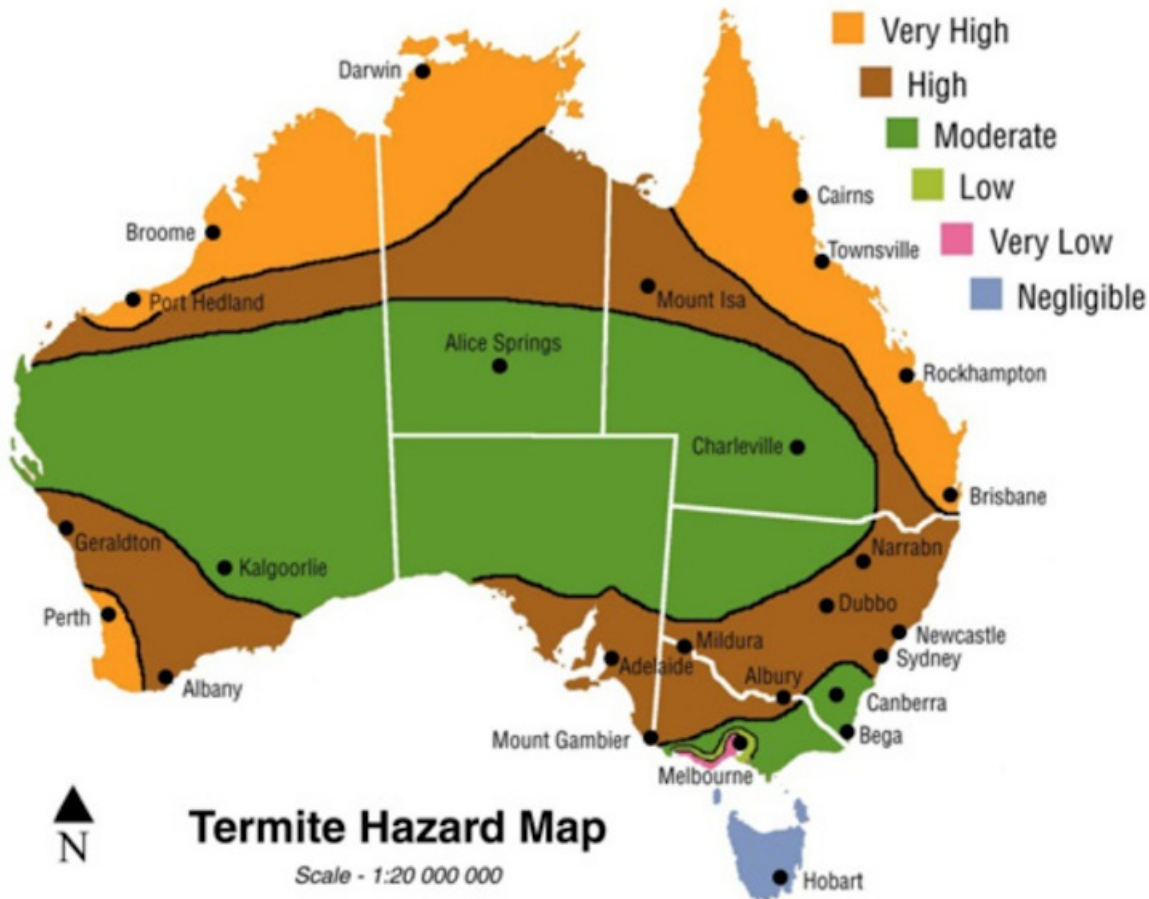 Very High
High
Moderate
Low
Very Low
Negligible
Darwin
Cairns
Broome
Townsville
Port Hedland
Mount Isa
Alice Springs
Rockhampton
Charleville
Brisbane
Geraldton
Narrabn
Kalgoorlie
Dubbo
Perth
Newcastle
Mildura
Sydney
Adelaide
Albury
Albany
Canberra
Mount Gambier
Bega
Melbourne
N
Termite Hazard Map
Scale - 1:20 000 000
Hobart